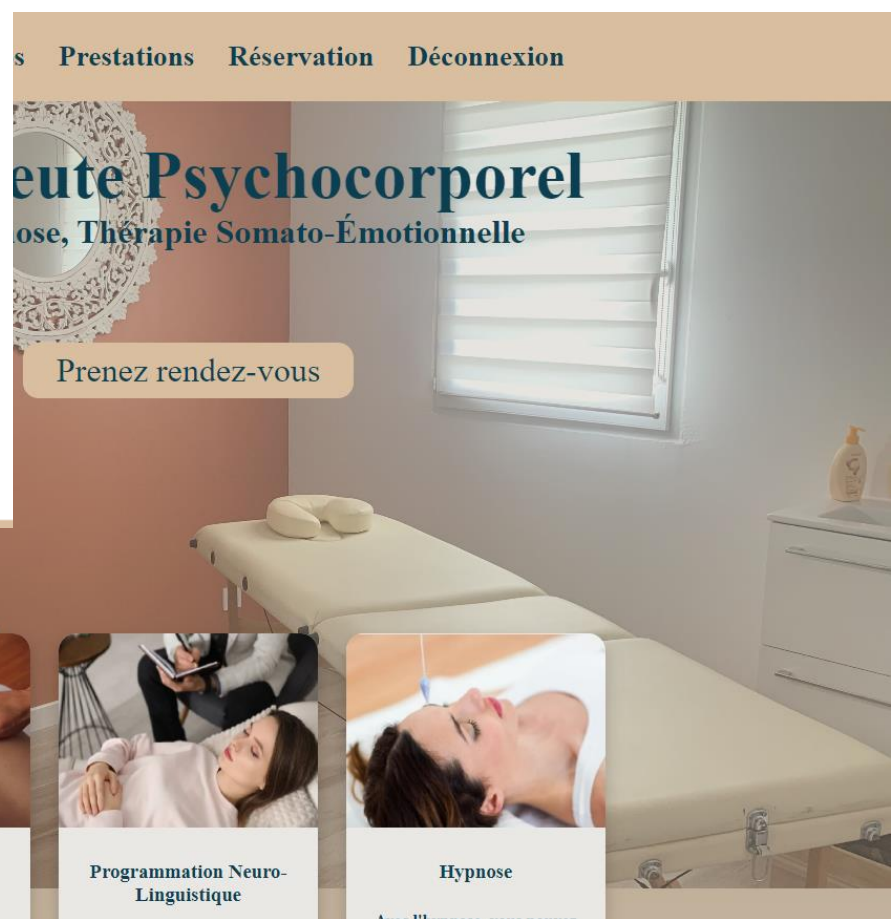 s Prestations Réservation Déconnexion
eute Psychocorporel
ose, Thérapie Somato-Émotionnelle
Prenez rendez-vous
Programmation Neuro-
Linguistique
Hypnose